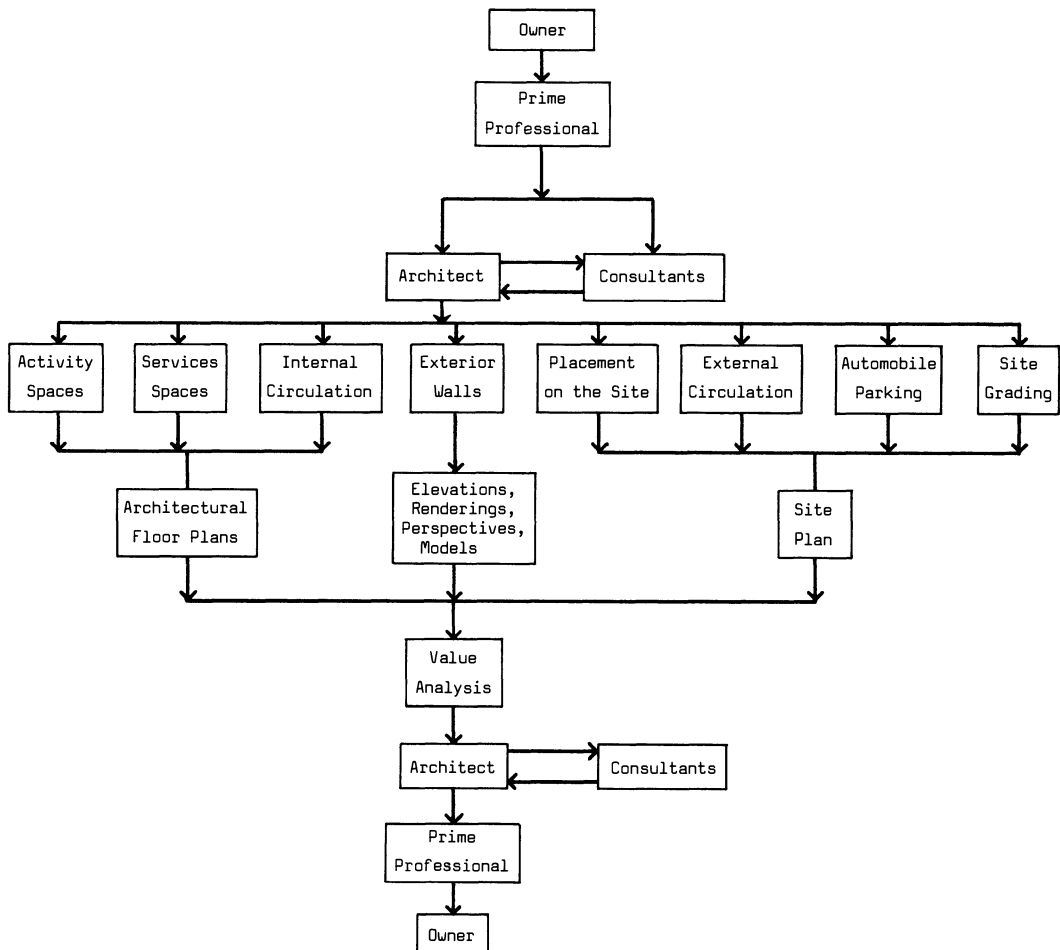 Owner
Prime
Professional
Architect
Consultants
Activity
Spaces
Services
Spaces
Internal
Circulation
Exterior
Walls
Placement
on the Site
External
Circulation
Automobile
Parking
Site
Grading
Architectural
Floor Plans
Elevations,
Renderings,
Perspectives,
Models
Site
Plan
Value
Analysis
Architect
Consultants
Prime
Professional
Owner